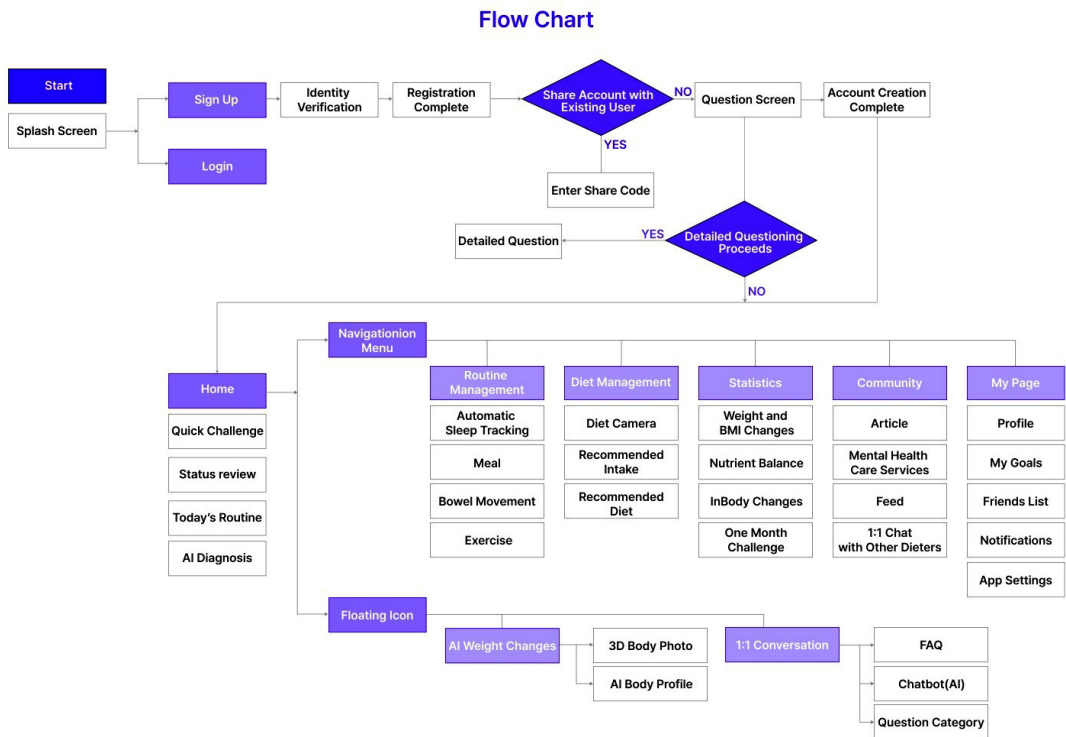 Flow Chart
Start
Splash Screen
Sign Up
Login
Identity
Verification
Registration
Complete
Share Account with
Existing User
NO
YES
Enter Share Code
Question Screen
Account Creation
Complete
Detailed Questioning
Proceeds
YES
Detailed Question
NO
Home
Quick Challenge
Status review
Today's Routine
AI Diagnosis
Navigationion
Menu
Routine
Management
Automatic
Sleep Tracking
Meal
Bowel Movement
Exercise
Diet Management
Diet Camera
Recommended
Intake
Recommended
Diet
Statistics
Weight and
BMI Changes
Nutrient Balance
InBody Changes
One Month
Challenge
Community
Article
Mental Health
Care Services
Feed
1:1 Chat
with Other Dieters
My Page
Profile
My Goals
Friends List
Notifications
App Settings
Floating Icon
AI Weight Changes
3D Body Photo
AI Body Profile
1:1 Conversation
FAQ
Chatbot(AI)
Question Category